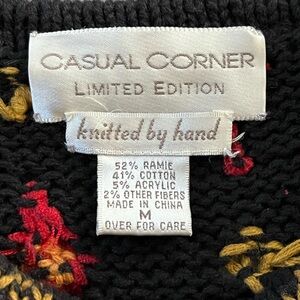 CASUAL CORNER
LIMITED EDITION
knitted by hand
52% RAMIE
41% COTTON
5% ACRYLIC
2% OTHER FIBERS
MADE IN CHINA
M
OVER FOR CARE